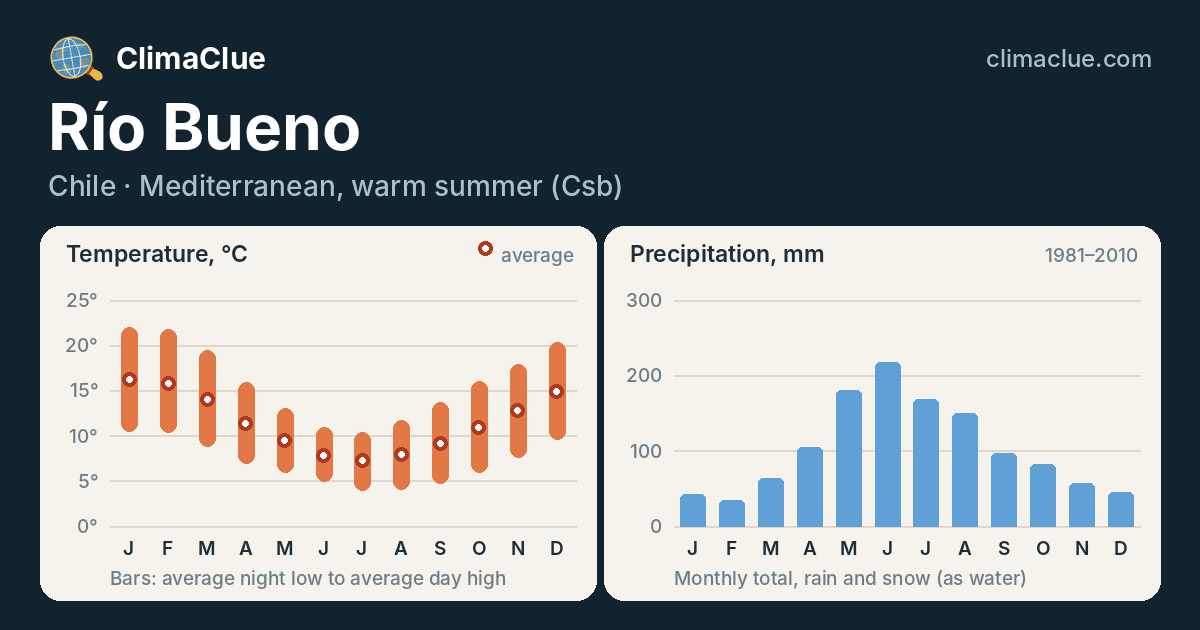 ClimaClue
climaclue.com
Río Bueno
Chile · Mediterranean, warm summer (Csb)
Temperature, °C
average
25°
20°
15°
10°
5°
0°
J F M A M J J A S O N D
Bars: average night low to average day high
Precipitation, mm
1981–2010
300
200
100
0
J F M A M J J A S O N D
Monthly total, rain and snow (as water)